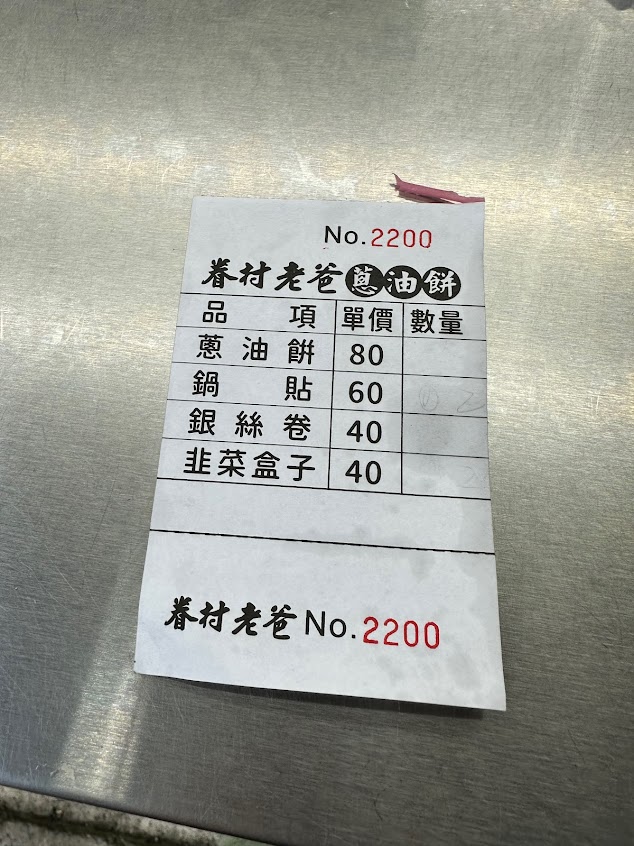 No.2200
眷村老爸蔥油餅
品項 單價 數量
蔥油餅 80
鍋貼 60
銀絲卷 40
韭菜盒子 40
眷村老爸 No.2200